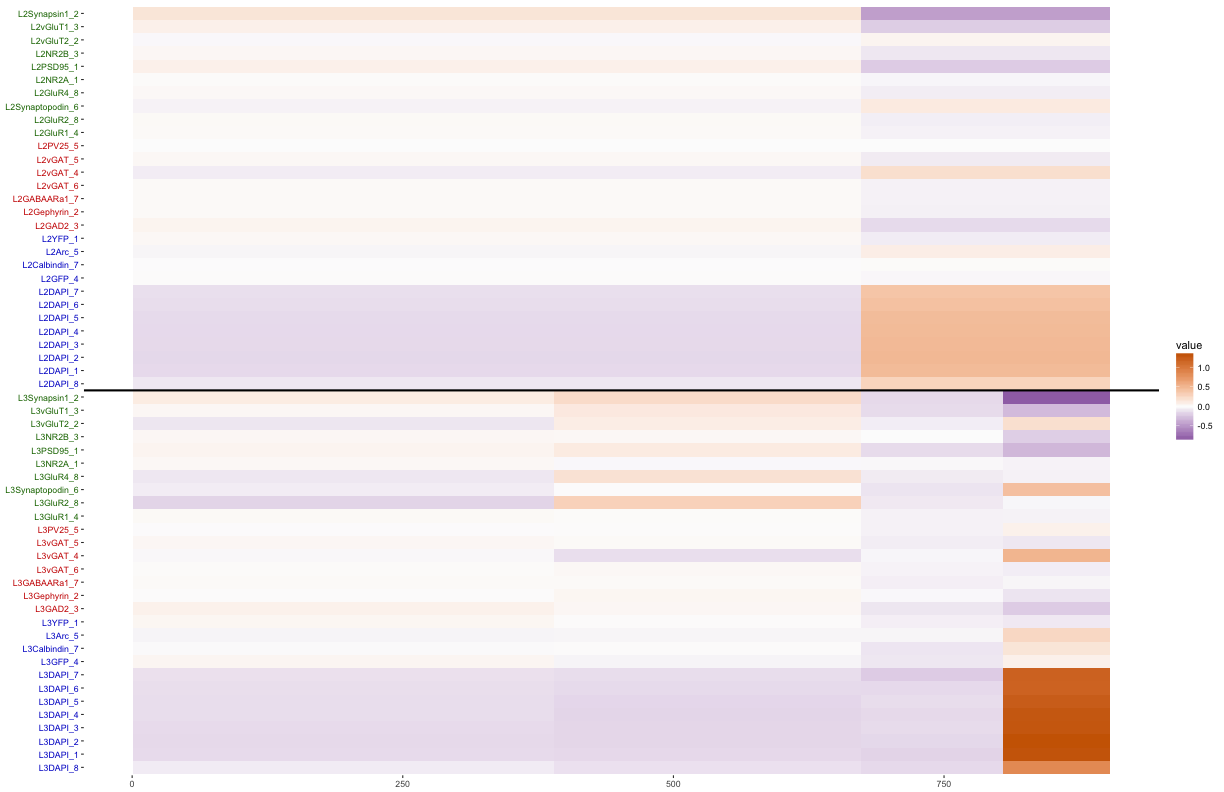 L2Synapsin1_2
L2vGluT1_3
L2vGluT2_2
L2NR2B_3
L2PSD95_1
L2NR2A_1
L2GluR4_8
L2Synaptopodin_6
L2GluR2_8
L2GluR1_4
L2PV25_5
L2vGAT_5
L2vGAT_4
L2vGAT_6
L2GABAARa1_7
L2Gephyrin_2
L2GAD2_3
L2YFP_1
L2Arc_5
L2Calbindin_7
L2GFP_4
L2DAPI_7
L2DAPI_6
L2DAPI_5
L2DAPI_4
L2DAPI_3
L2DAPI_2
L2DAPI_1
L2DAPI_8
L3Synapsin1_2
L3vGluT1_3
L3vGluT2_2
L3NR2B_3
L3PSD95_1
L3NR2A_1
L3GluR4_8
L3Synaptopodin_6
L3GluR2_8
L3GluR1_4
L3PV25_5
L3vGAT_5
L3vGAT_4
L3vGAT_6
L3GABAARa1_7
L3Gephyrin_2
L3GAD2_3
L3YFP_1
L3Arc_5
L3Calbindin_7
L3GFP_4
L3DAPI_7
L3DAPI_6
L3DAPI_5
L3DAPI_4
L3DAPI_3
L3DAPI_2
L3DAPI_1
L3DAPI_8
0 250 500 750
value
1.0
0.5
0.0
-0.5